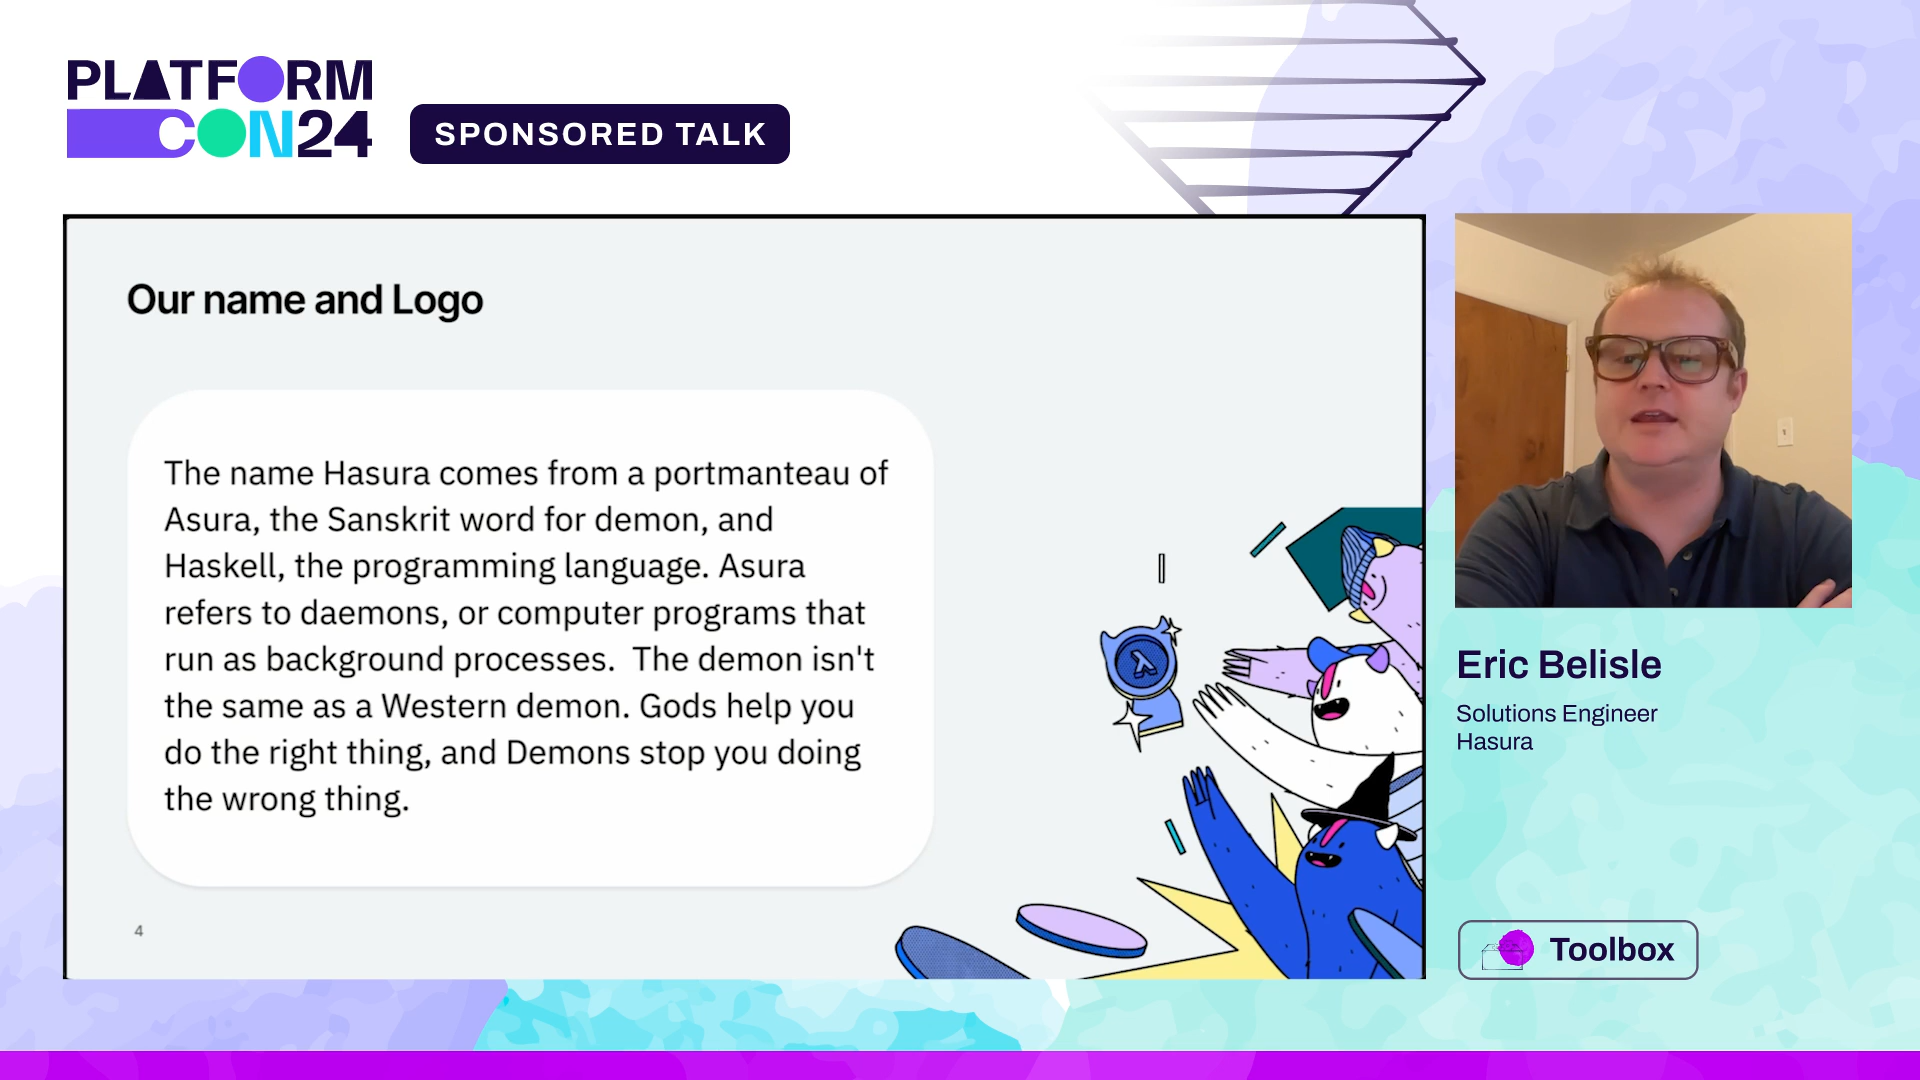 PLATFORM
CON24
SPONSORED TALK
Our name and Logo
The name Hasura comes from a portmanteau of
Asura, the Sanskrit word for demon, and
Haskell, the programming language. Asura
refers to daemons, or computer programs that
run as background processes.  The demon isn't
the same as a Western demon. Gods help you
do the right thing, and Demons stop you doing
the wrong thing.
4
λ
Eric Belisle
Solutions Engineer
Hasura
Toolbox